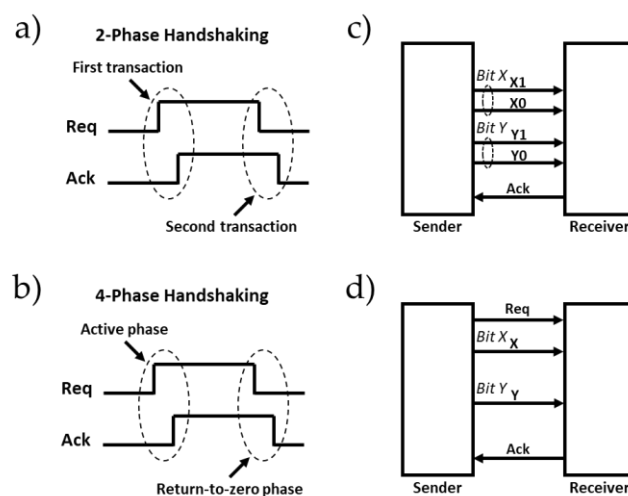 a)
2-Phase Handshaking
First transaction
Req
Ack
Second transaction
b)
4-Phase Handshaking
Active phase
Req
Ack
Return-to-zero phase
c)
Bit X X1
X0
Bit Y Y1
Y0
Ack
Sender Receiver
d)
Req
Bit X X
Bit Y Y
Ack
Sender Receiver